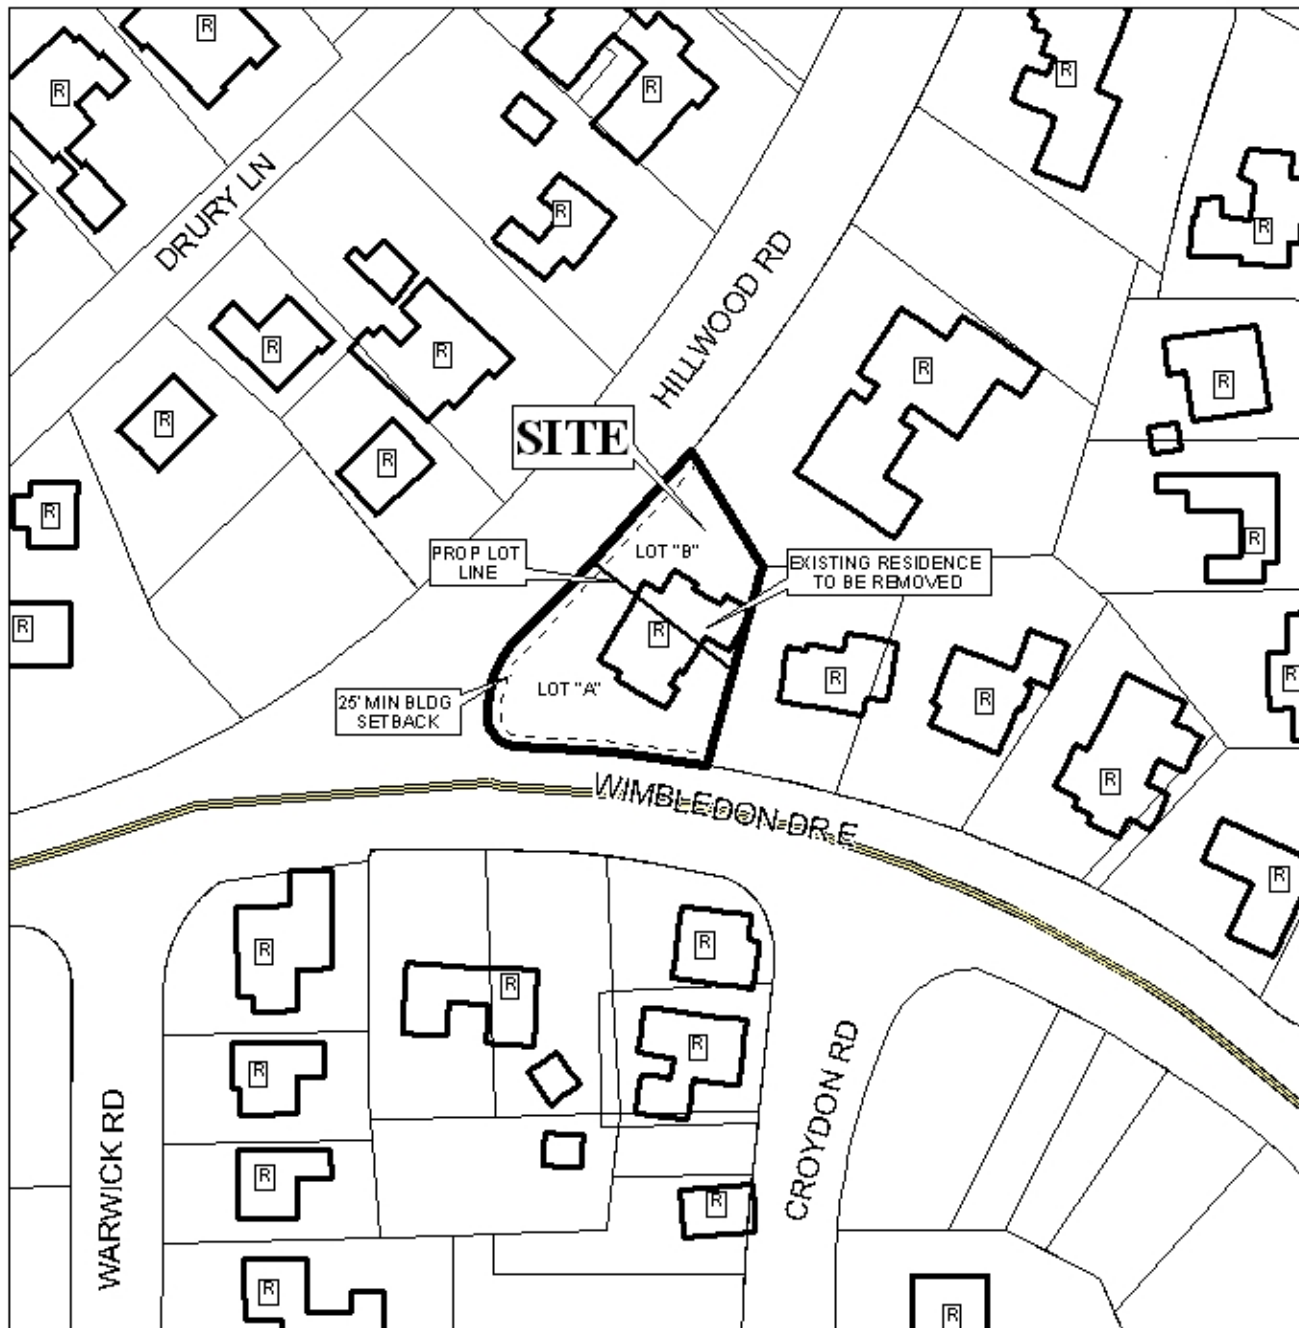 R
R
R
R
R
DRURY LN
R
R
HILLWOOD RD
R
R
R
R
R
R
SITE
R
R
R
PROP LOT
LINE
LOT "B"
EXISTING RESIDENCE
TO BE REMOVED
R
R
R
R
R
LOT "A"
25' MIN BLDG
SETBACK
R
WIMBLEDON DR E
R
R
R
R
R
R
WARWICK RD
CROYDON RD
R
R
R
R